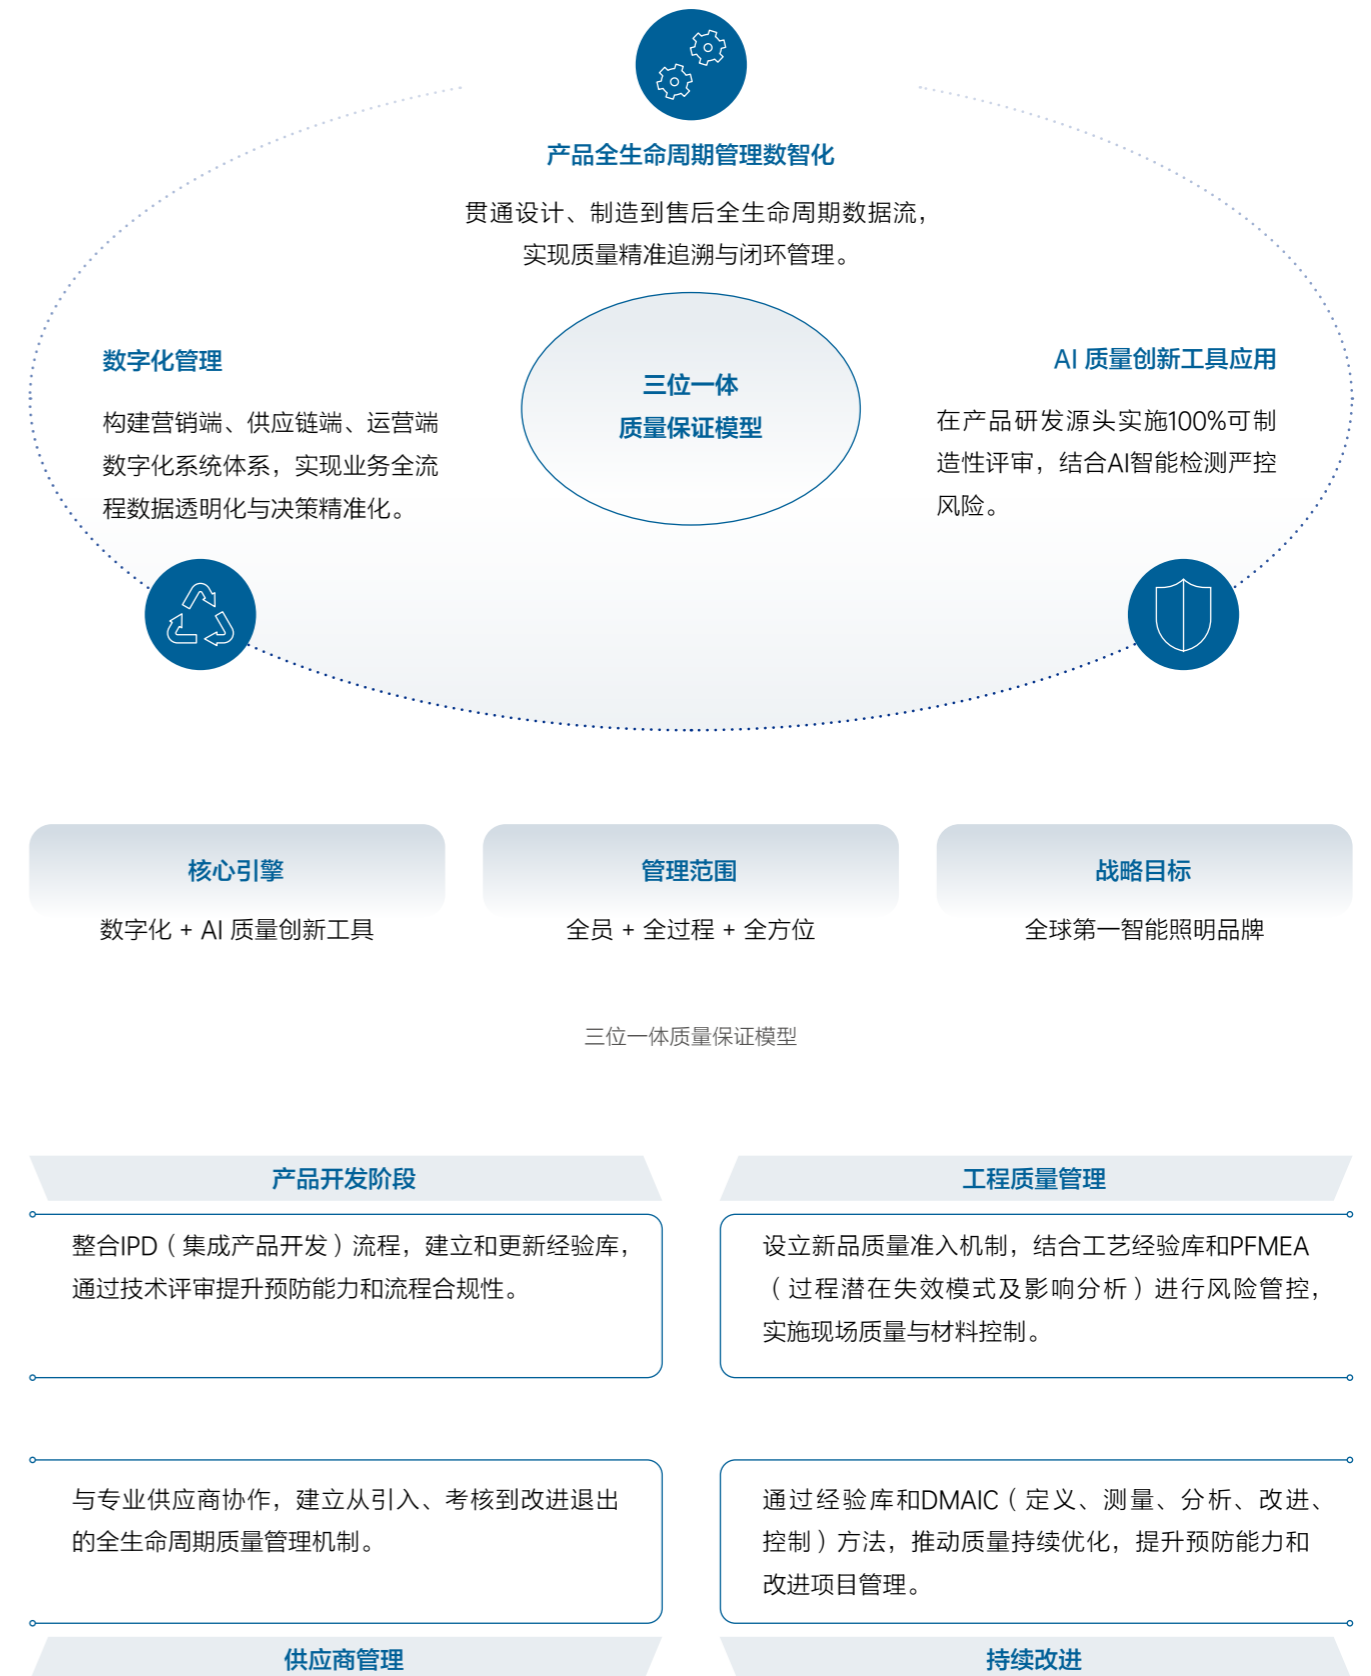 产品全生命周期管理数智化
贯通设计、制造到售后全生命周期数据流，
实现质量精准追溯与闭环管理。
数字化管理
构建营销端、供应链端、运营端
数字化系统体系，实现业务全流
程数据透明化与决策精准化。
三位一体
质量保证模型
AI 质量创新工具应用
在产品研发源头实施100%可制
造性评审，结合AI智能检测严控
风险。
核心引擎
数字化 + AI 质量创新工具
管理范围
全员 + 全过程 + 全方位
战略目标
全球第一智能照明品牌
三位一体质量保证模型
产品开发阶段
整合IPD（集成产品开发）流程，建立和更新经验库，
通过技术评审提升预防能力和流程合规性。
工程质量管理
设立新品质量准入机制，结合工艺经验库和PFMEA
（过程潜在失效模式及影响分析）进行风险管控，
实施现场质量与材料控制。
与专业供应商协作，建立从引入、考核到改进退出
的全生命周期质量管理机制。
供应商管理
通过经验库和DMAIC（定义、测量、分析、改进、
控制）方法，推动质量持续优化，提升预防能力和
改进项目管理。
持续改进